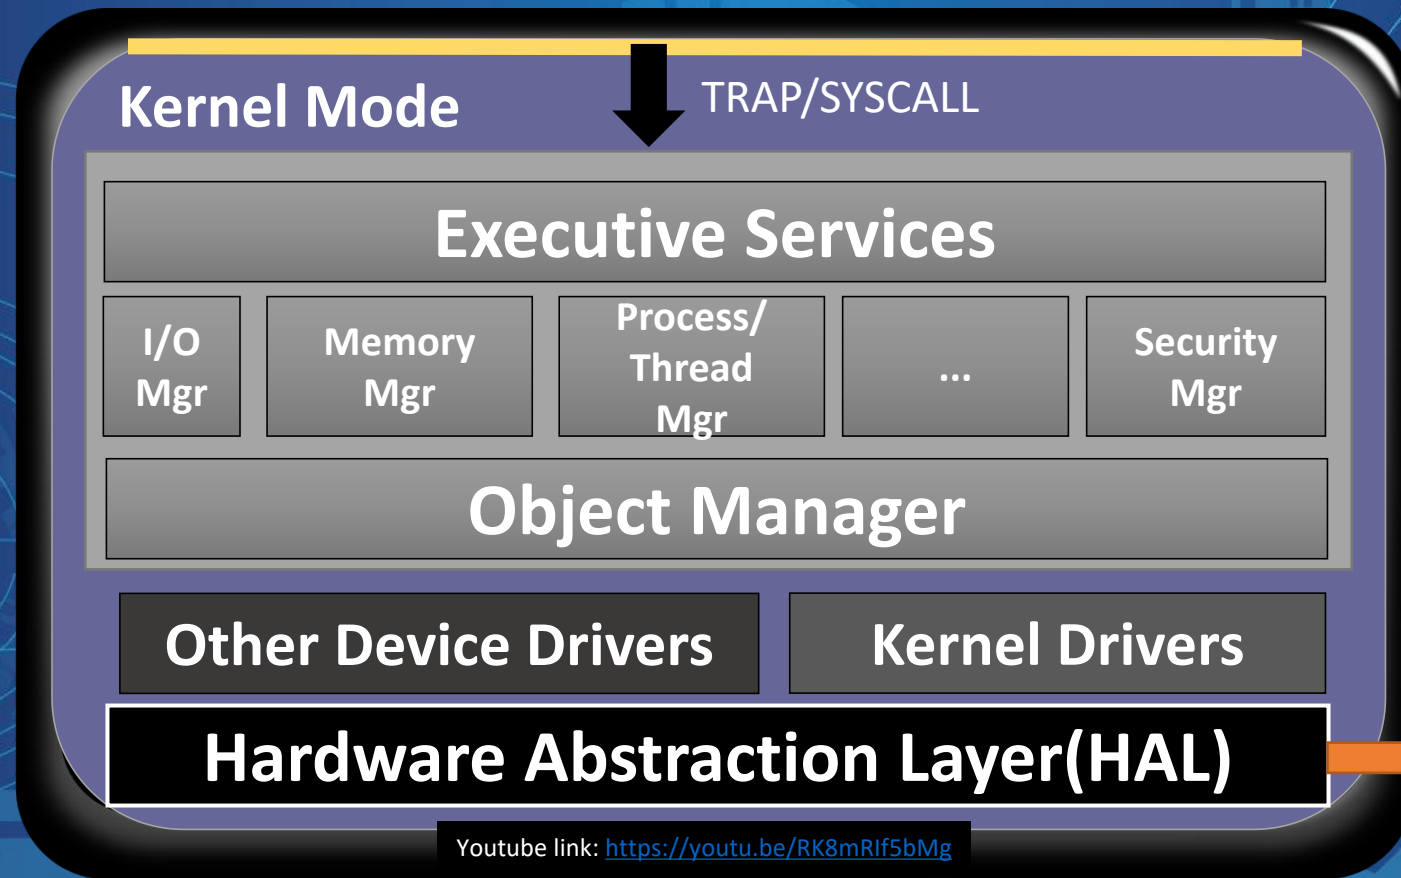 Kernel Mode
TRAP/SYSCALL
Executive Services
I/O
Mgr
Memory
Mgr
Process/
Thread
Mgr
...
Security
Mgr
Object Manager
Other Device Drivers
Kernel Drivers
Hardware Abstraction Layer(HAL)
Youtube link: https://youtu.be/RK8mRIf5bMg